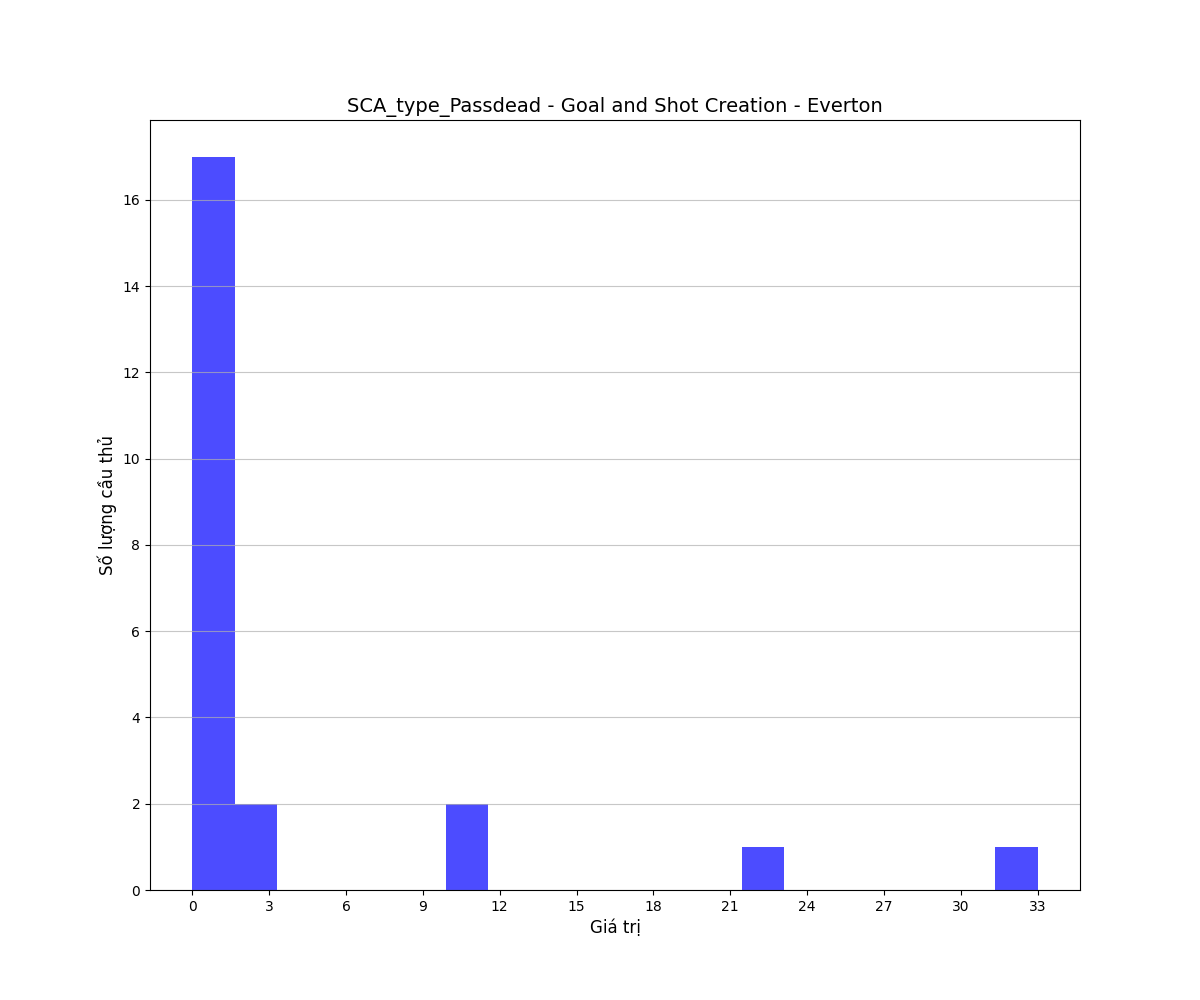 SCA_type_Passdead - Goal and Shot Creation - Everton
Số lượng cầu thủ
16
14
12
10
8
6
4
2
0
0 3 6 9 12 15 18 21 24 27 30 33
Giá trị